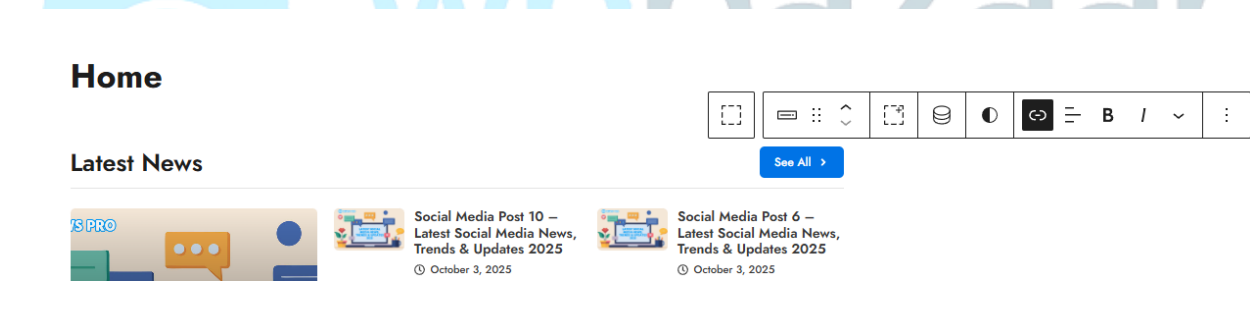 Home
B I
Latest News
See All
S PRO
Social Media Post 10 –
Latest Social Media News,
Trends & Updates 2025
October 3, 2025
Social Media Post 6 –
Latest Social Media News,
Trends & Updates 2025
October 3, 2025